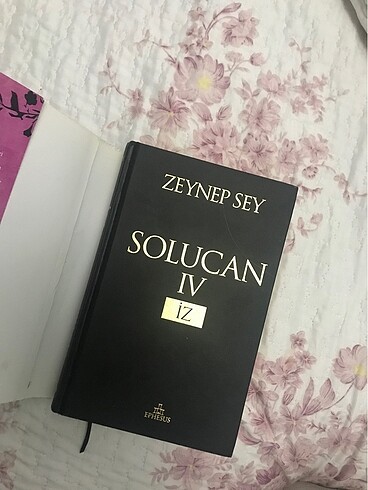 ZEYNEP SEY
SOLUCAN
IV
İZ
EPHESUS